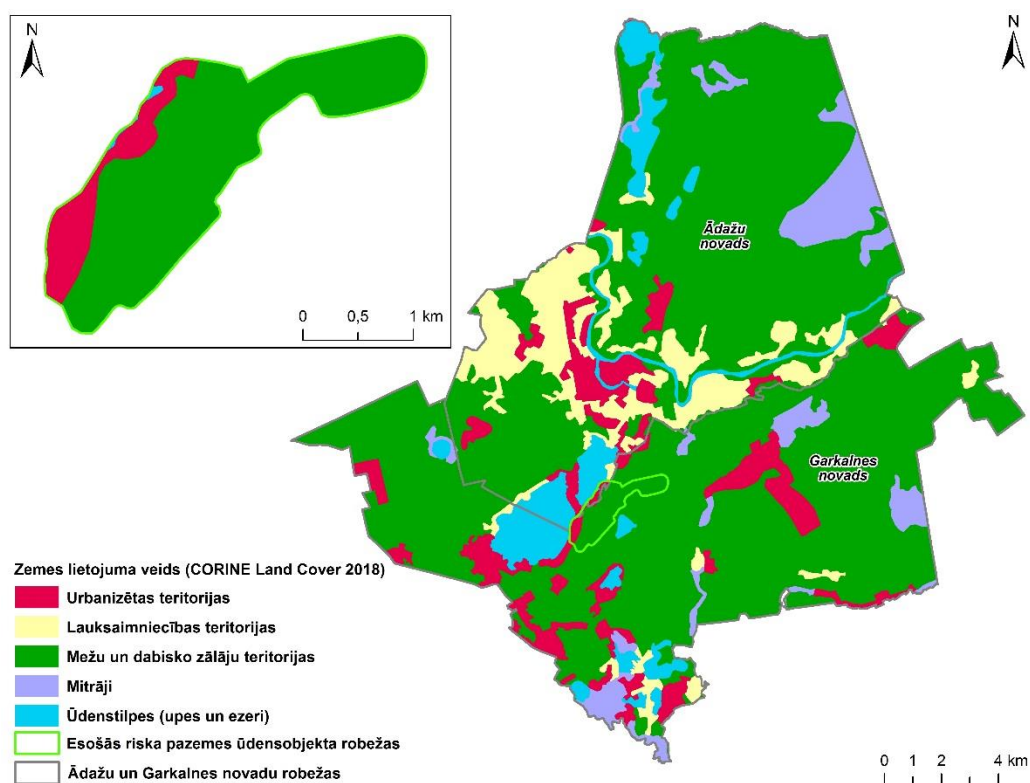 N
0 0,5 1 km
N
Ādažu
novads
Garkalnes
novads
Zemes lietojuma veids (CORINE Land Cover 2018)
Urbanizētas teritorijas
Lauksaimniecības teritorijas
Mežu un dabisko zālāju teritorijas
Mitrāji
Ūdenstilpes (upes un ezeri)
Esošās riska pazemes ūdensobjekta robežas
Ādažu un Garkalnes novadu robežas
0 1 2 4 km